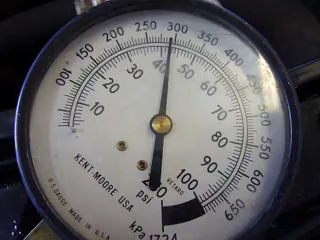 100 150 200 250 300 350 400 450 500 550 600 650
10 20 30 40 50 60 70 80 90 100
RETARD
psi
kPa
KENT-MOORE USA
U S GAUGE MADE IN U.S.A.